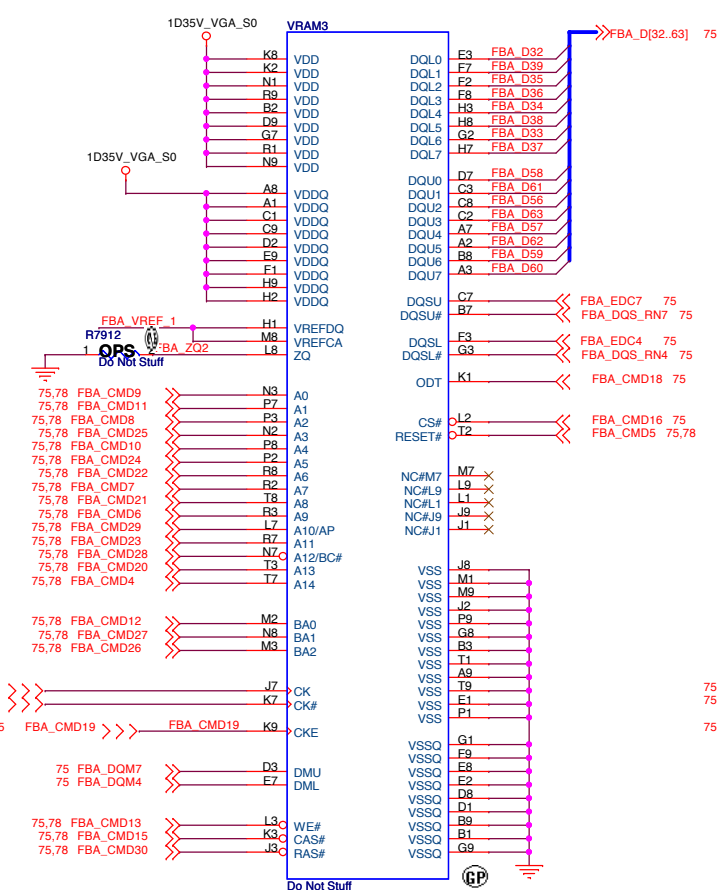 1D35V_VGA_S0
VRAM3
FBA_D[32..63] 75
K8 VDD DQL0 E3 FBA_D32
K2 VDD DQL1 F7 FBA_D39
N1 VDD DQL2 F2 FBA_D35
R9 VDD DQL3 F8 FBA_D36
B2 VDD DQL4 H3 FBA_D34
D9 VDD DQL5 H8 FBA_D38
G7 VDD DQL6 G2 FBA_D33
R1 VDD DQL7 H7 FBA_D37
N9 VDD
1D35V_VGA_S0
DQU0 D7 FBA_D58
A8 VDDQ DQU1 C3 FBA_D61
A1 VDDQ DQU2 C8 FBA_D56
C1 VDDQ DQU3 C2 FBA_D63
C9 VDDQ DQU4 A7 FBA_D57
D2 VDDQ DQU5 A2 FBA_D62
E9 VDDQ DQU6 B8 FBA_D59
F1 VDDQ DQU7 A3 FBA_D60
H9 VDDQ
H2 VDDQ
DQSU C7 FBA_EDC7 75
DQSU# B7 FBA_DQS_RN7 75
FBA_VREF_1 H1 VREFDQ
R7912 M8 VREFCA DQSL F3 FBA_EDC4 75
1 OPS BA_ZQ2 L8 ZQ DQSL# G3 FBA_DQS_RN4 75
Do Not Stuff
ODT K1 FBA_CMD18 75
75,78 FBA_CMD9 N3 A0
75,78 FBA_CMD11 P7 A1
75,78 FBA_CMD8 P3 A2 CS# L2 FBA_CMD16 75
75,78 FBA_CMD25 N2 A3 RESET# T2 FBA_CMD5 75,78
75,78 FBA_CMD10 P8 A4
75,78 FBA_CMD24 P2 A5
75,78 FBA_CMD22 R8 A6 NC#M7 M7
75,78 FBA_CMD7 R2 A7 NC#L9 L9
75,78 FBA_CMD21 T8 A8 NC#L1 L1
75,78 FBA_CMD6 R3 A9 NC#J9 J9
75,78 FBA_CMD29 L7 A10/AP NC#J1 J1
75,78 FBA_CMD23 R7 A11
75,78 FBA_CMD28 N7 A12/BC#
75,78 FBA_CMD20 T3 A13 VSS J8
75,78 FBA_CMD4 T7 A14 VSS M1
VSS M9
VSS J2
75,78 FBA_CMD12 M2 BA0 VSS P9
75,78 FBA_CMD27 N8 BA1 VSS G8
75,78 FBA_CMD26 M3 BA2 VSS B3
VSS T1
VSS A9
J7 CK VSS T9 75
K7 CK# VSS E1 75
VSS P1
FBA_CMD19 FBA_CMD19 K9 CKE 75
VSSQ G1
VSSQ F9
75 FBA_DQM7 D3 DMU VSSQ E8
75 FBA_DQM4 E7 DML VSSQ E2
VSSQ D8
VSSQ D1
75,78 FBA_CMD13 L3 WE# VSSQ B9
75,78 FBA_CMD15 K3 CAS# VSSQ B1
75,78 FBA_CMD30 J3 RAS# VSSQ G9
GP
Do Not Stuff